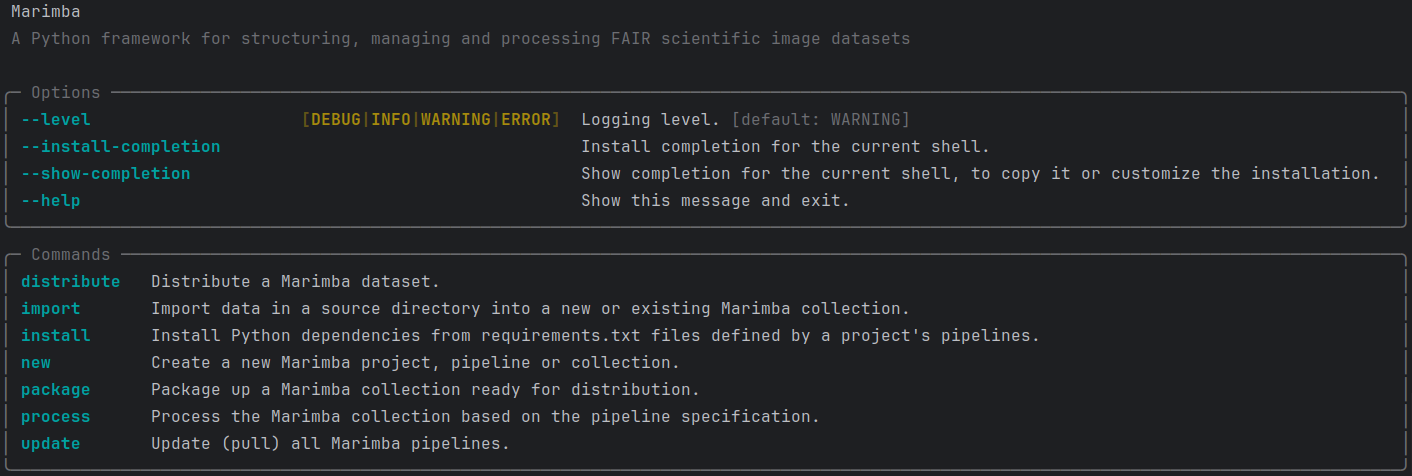 Marimba
A Python framework for structuring, managing and processing FAIR scientific image datasets
Options
--level [DEBUG|INFO|WARNING|ERROR] Logging level. [default: WARNING]
--install-completion Install completion for the current shell.
--show-completion Show completion for the current shell, to copy it or customize the installation.
--help Show this message and exit.
Commands
distribute Distribute a Marimba dataset.
import Import data in a source directory into a new or existing Marimba collection.
install Install Python dependencies from requirements.txt files defined by a project's pipelines.
new Create a new Marimba project, pipeline or collection.
package Package up a Marimba collection ready for distribution.
process Process the Marimba collection based on the pipeline specification.
update Update (pull) all Marimba pipelines.